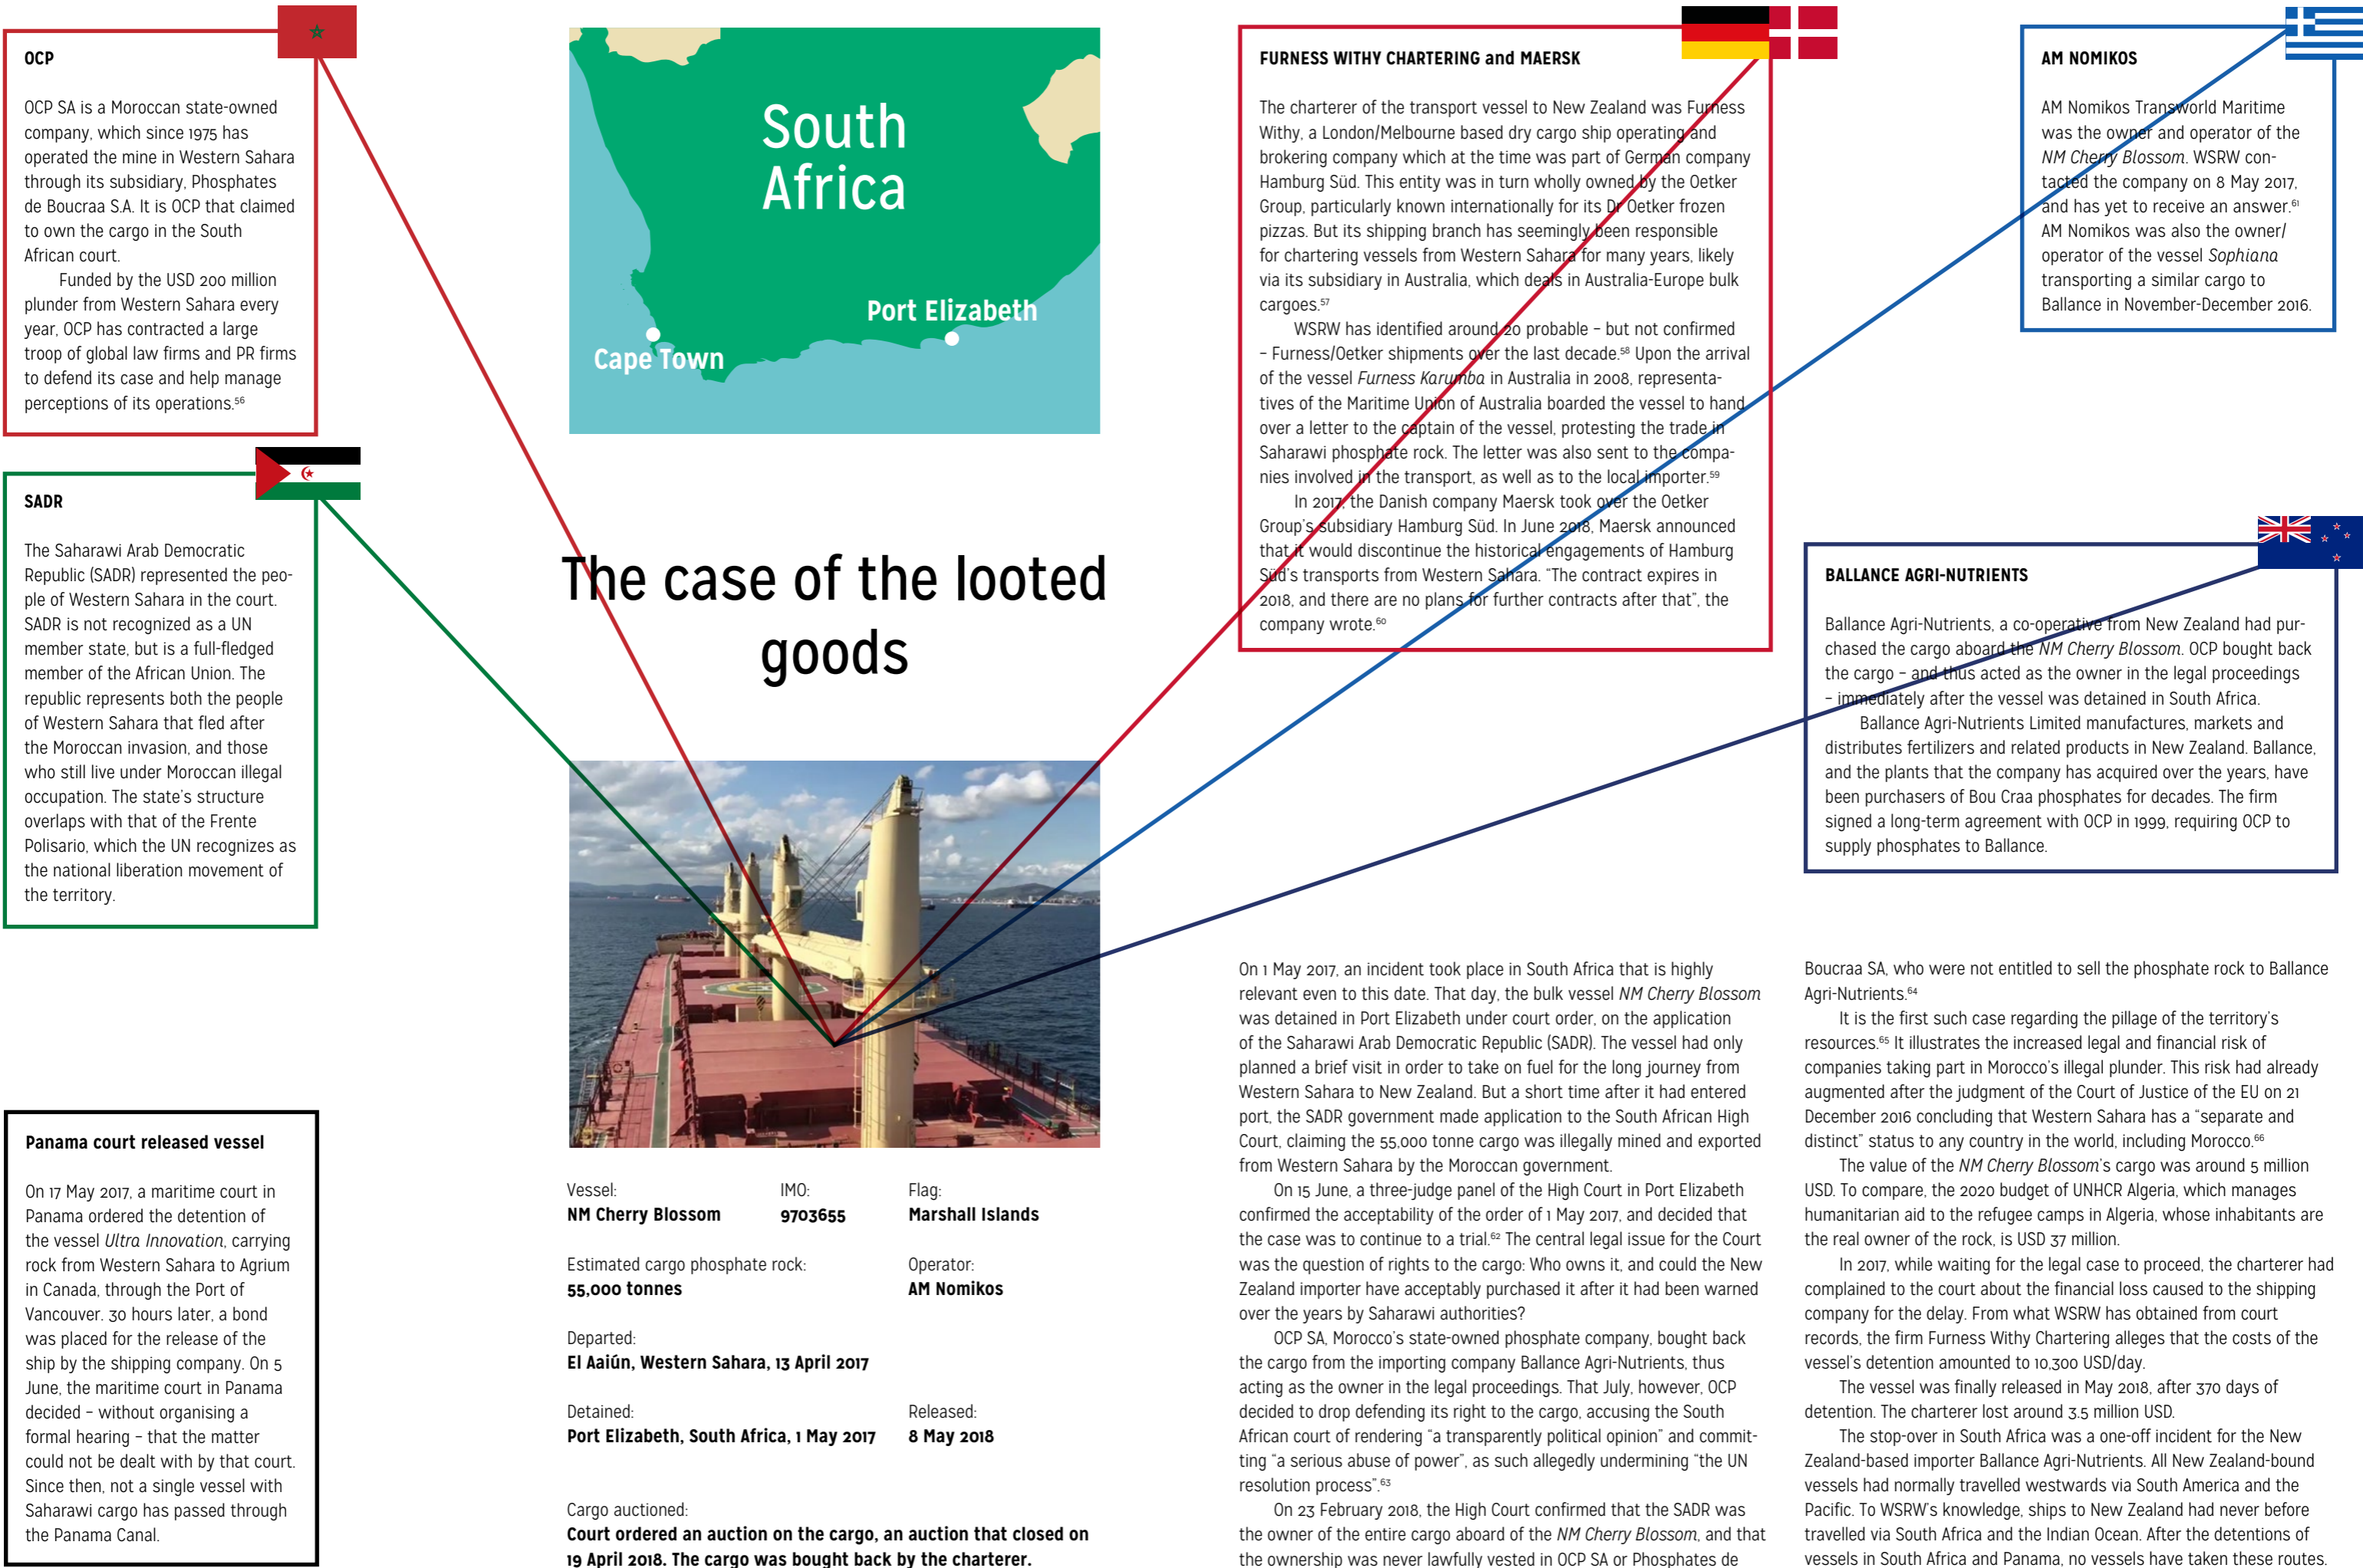 OCP
OCP SA is a Moroccan state-owned
company, which since 1975 has
operated the mine in Western Sahara
through its subsidiary, Phosphates
de Boucraa S.A. It is OCP that claimed
to own the cargo in the South
African court.
Funded by the USD 200 million
plunder from Western Sahara every
year, OCP has contracted a large
troop of global law firms and PR firms
to defend its case and help manage
perceptions of its operations.⁵⁶
SADR
The Saharawi Arab Democratic
Republic (SADR) represented the peo-
ple of Western Sahara in the court.
SADR is not recognized as a UN
member state, but is a full-fledged
member of the African Union. The
republic represents both the people
of Western Sahara that fled after
the Moroccan invasion, and those
who still live under Moroccan illegal
occupation. The state's structure
overlaps with that of the Frente
Polisario, which the UN recognizes as
the national liberation movement of
the territory.
Panama court released vessel
On 17 May 2017, a maritime court in
Panama ordered the detention of
the vessel Ultra Innovation, carrying
rock from Western Sahara to Agrium
in Canada, through the Port of
Vancouver. 30 hours later, a bond
was placed for the release of the
ship by the shipping company. On 5
June, the maritime court in Panama
decided – without organising a
formal hearing – that the matter
could not be dealt with by that court.
Since then, not a single vessel with
Saharawi cargo has passed through
the Panama Canal.
South
Africa
Port Elizabeth
Cape Town
The case of the looted
goods
Vessel: IMO: Flag:
NM Cherry Blossom 9703655 Marshall Islands
Estimated cargo phosphate rock: Operator:
55,000 tonnes AM Nomikos
Departed:
El Aaiún, Western Sahara, 13 April 2017
Detained: Released:
Port Elizabeth, South Africa, 1 May 2017 8 May 2018
Cargo auctioned:
Court ordered an auction on the cargo, an auction that closed on
19 April 2018. The cargo was bought back by the charterer.
FURNESS WITHY CHARTERING and MAERSK
The charterer of the transport vessel to New Zealand was Furness
Withy, a London/Melbourne based dry cargo ship operating and
brokering company which at the time was part of German company
Hamburg Süd. This entity was in turn wholly owned by the Oetker
Group, particularly known internationally for its Dr Oetker frozen
pizzas. But its shipping branch has seemingly been responsible
for chartering vessels from Western Sahara for many years, likely
via its subsidiary in Australia, which deals in Australia-Europe bulk
cargoes.⁵⁷
WSRW has identified around 20 probable – but not confirmed
– Furness/Oetker shipments over the last decade.⁵⁸ Upon the arrival
of the vessel Furness Karumba in Australia in 2008, representa-
tives of the Maritime Union of Australia boarded the vessel to hand
over a letter to the captain of the vessel, protesting the trade in
Saharawi phosphate rock. The letter was also sent to the compa-
nies involved in the transport, as well as to the local importer.⁵⁹
In 2017, the Danish company Maersk took over the Oetker
Group's subsidiary Hamburg Süd. In June 2018, Maersk announced
that it would discontinue the historical engagements of Hamburg
Süd's transports from Western Sahara. "The contract expires in
2018, and there are no plans for further contracts after that", the
company wrote.⁶⁰
AM NOMIKOS
AM Nomikos Transworld Maritime
was the owner and operator of the
NM Cherry Blossom. WSRW con-
tacted the company on 8 May 2017,
and has yet to receive an answer.⁶¹
AM Nomikos was also the owner/
operator of the vessel Sophiana
transporting a similar cargo to
Ballance in November-December 2016.
BALLANCE AGRI-NUTRIENTS
Ballance Agri-Nutrients, a co-operative from New Zealand had pur-
chased the cargo aboard the NM Cherry Blossom. OCP bought back
the cargo – and thus acted as the owner in the legal proceedings
– immediately after the vessel was detained in South Africa.
Ballance Agri-Nutrients Limited manufactures, markets and
distributes fertilizers and related products in New Zealand. Ballance,
and the plants that the company has acquired over the years, have
been purchasers of Bou Craa phosphates for decades. The firm
signed a long-term agreement with OCP in 1999, requiring OCP to
supply phosphates to Ballance.
On 1 May 2017, an incident took place in South Africa that is highly
relevant even to this date. That day, the bulk vessel NM Cherry Blossom
was detained in Port Elizabeth under court order, on the application
of the Saharawi Arab Democratic Republic (SADR). The vessel had only
planned a brief visit in order to take on fuel for the long journey from
Western Sahara to New Zealand. But a short time after it had entered
port, the SADR government made application to the South African High
Court, claiming the 55,000 tonne cargo was illegally mined and exported
from Western Sahara by the Moroccan government.
On 15 June, a three-judge panel of the High Court in Port Elizabeth
confirmed the acceptability of the order of 1 May 2017, and decided that
the case was to continue to a trial.⁶² The central legal issue for the Court
was the question of rights to the cargo: Who owns it, and could the New
Zealand importer have acceptably purchased it after it had been warned
over the years by Saharawi authorities?
OCP SA, Morocco's state-owned phosphate company, bought back
the cargo from the importing company Ballance Agri-Nutrients, thus
acting as the owner in the legal proceedings. That July, however, OCP
decided to drop defending its right to the cargo, accusing the South
African court of rendering "a transparently political opinion" and commit-
ting "a serious abuse of power", as such allegedly undermining "the UN
resolution process".⁶³
On 23 February 2018, the High Court confirmed that the SADR was
the owner of the entire cargo aboard of the NM Cherry Blossom, and that
the ownership was never lawfully vested in OCP SA or Phosphates de
Boucraa SA, who were not entitled to sell the phosphate rock to Ballance
Agri-Nutrients.⁶⁴
It is the first such case regarding the pillage of the territory's
resources.⁶⁵ It illustrates the increased legal and financial risk of
companies taking part in Morocco's illegal plunder. This risk had already
augmented after the judgment of the Court of Justice of the EU on 21
December 2016 concluding that Western Sahara has a "separate and
distinct" status to any country in the world, including Morocco.⁶⁶
The value of the NM Cherry Blossom's cargo was around 5 million
USD. To compare, the 2020 budget of UNHCR Algeria, which manages
humanitarian aid to the refugee camps in Algeria, whose inhabitants are
the real owner of the rock, is USD 37 million.
In 2017, while waiting for the legal case to proceed, the charterer had
complained to the court about the financial loss caused to the shipping
company for the delay. From what WSRW has obtained from court
records, the firm Furness Withy Chartering alleges that the costs of the
vessel's detention amounted to 10,300 USD/day.
The vessel was finally released in May 2018, after 370 days of
detention. The charterer lost around 3.5 million USD.
The stop-over in South Africa was a one-off incident for the New
Zealand-based importer Ballance Agri-Nutrients. All New Zealand-bound
vessels had normally travelled westwards via South America and the
Pacific. To WSRW's knowledge, ships to New Zealand had never before
travelled via South Africa and the Indian Ocean. After the detentions of
vessels in South Africa and Panama, no vessels have taken these routes.